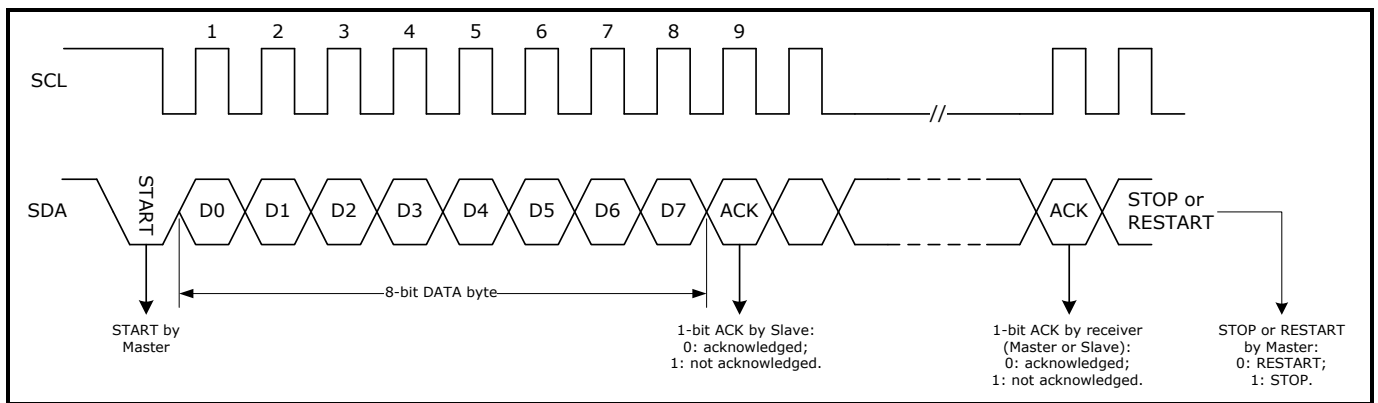 1 2 3 4 5 6 7 8 9
SCL
//
SDA
START
D0 D1 D2 D3 D4 D5 D6 D7 ACK
ACK
STOP or
RESTART
8-bit DATA byte
START by
Master
1-bit ACK by Slave:
0: acknowledged;
1: not acknowledged.
1-bit ACK by receiver
(Master or Slave):
0: acknowledged;
1: not acknowledged.
STOP or RESTART
by Master:
0: RESTART;
1: STOP.